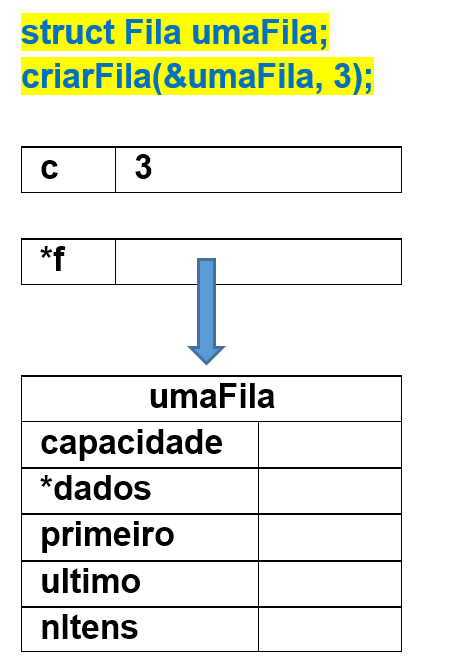 struct Fila umaFila;
criarFila(&umaFila, 3);
c 3
*f
umaFila
capacidade
*dados
primeiro
ultimo
nItens